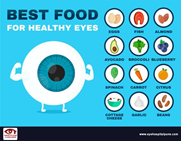 BEST FOOD
FOR HEALTHY EYES
EGGS FISH ALMOND
AVOCADO BROCCOLI BLUEBERRY
SPINACH CARROT CITRUS
COTTAGE CHEESE GARLIC BEANS
www.eyehospitalpune.com